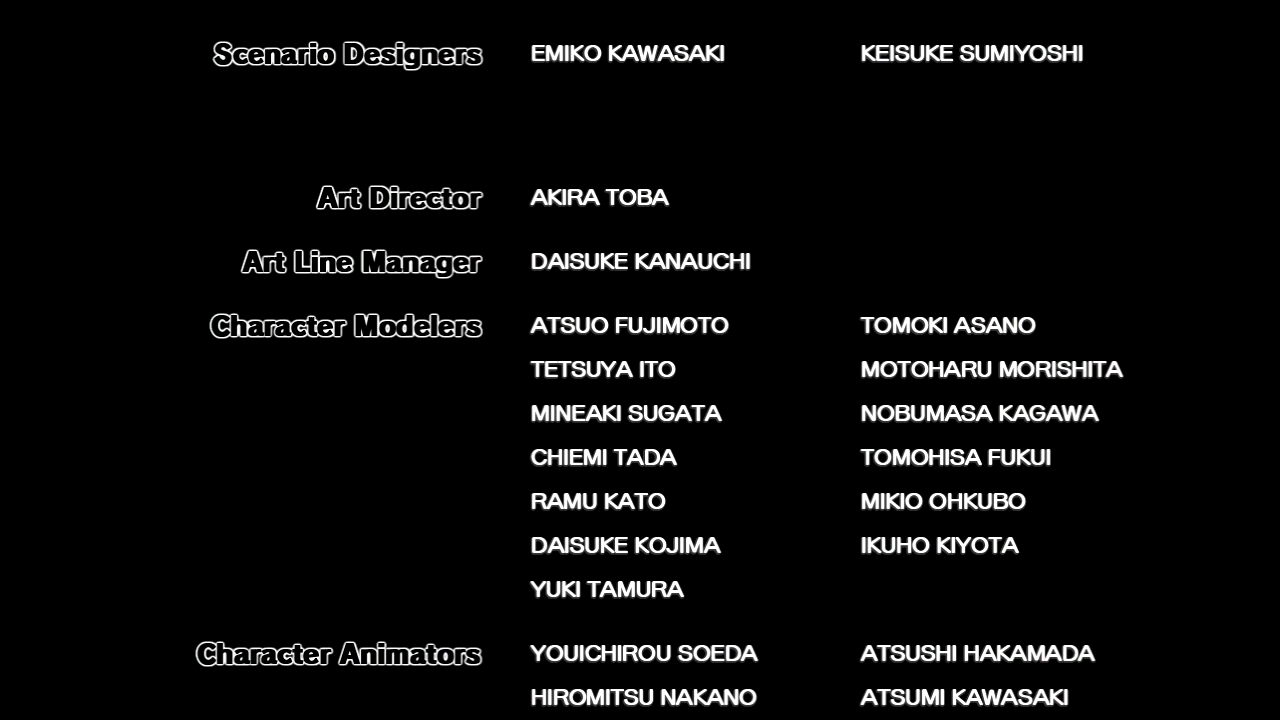 Scenario Designers EMIKO KAWASAKI KEISUKE SUMIYOSHI
Art Director AKIRA TOBA
Art Line Manager DAISUKE KANAUCHI
Character Modelers ATSUO FUJIMOTO TOMOKI ASANO
TETSUYA ITO MOTOHARU MORISHITA
MINEAKI SUGATA NOBUMASA KAGAWA
CHIEMI TADA TOMOHISA FUKUI
RAMU KATO MIKIO OHKUBO
DAISUKE KOJIMA IKUHO KIYOTA
YUKI TAMURA
Character Animators YOUICHIROU SOEDA ATSUSHI HAKAMADA
HIROMITSU NAKANO ATSUMI KAWASAKI